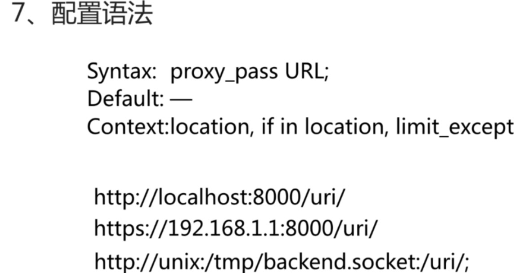 7、配置语法
Syntax: proxy_pass URL;
Default: —
Context:location, if in location, limit_except
http://localhost:8000/uri/
https://192.168.1.1:8000/uri/
http://unix:/tmp/backend.socket:/uri/;